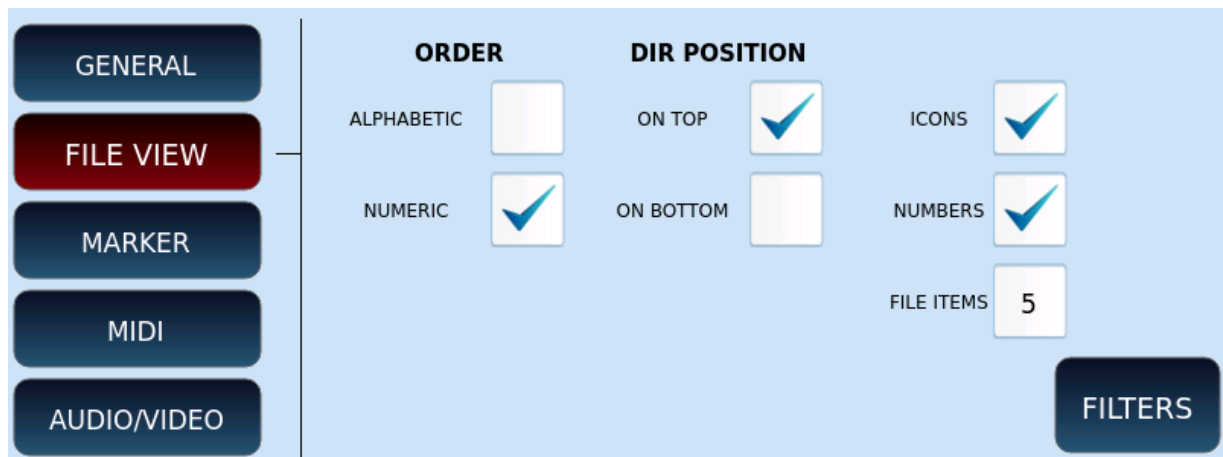 GENERAL
FILE VIEW
MARKER
MIDI
AUDIO/VIDEO
ORDER
DIR POSITION
ALPHABETIC
ON TOP
ICONS
NUMERIC
ON BOTTOM
NUMBERS
FILE ITEMS 5
FILTERS